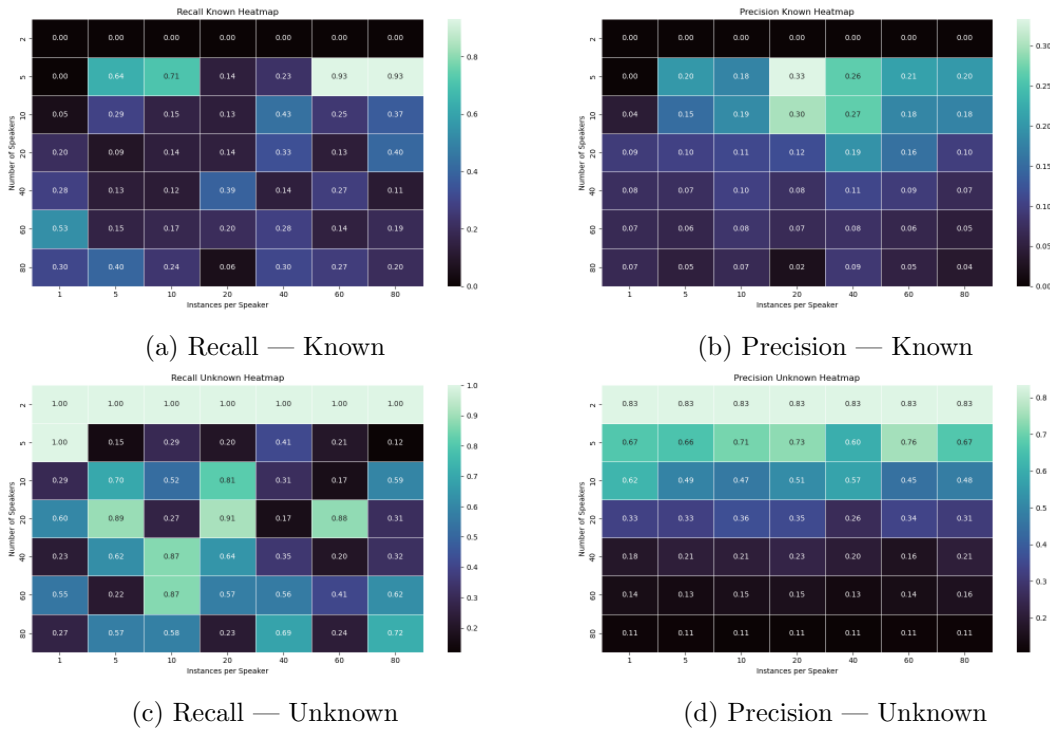 Recall Known Heatmap
Number of Speakers
2 0.00 0.00 0.00 0.00 0.00 0.00 0.00
5 0.00 0.64 0.71 0.14 0.23 0.93 0.93
10 0.05 0.29 0.15 0.13 0.43 0.25 0.37
20 0.20 0.09 0.14 0.14 0.33 0.13 0.40
40 0.28 0.13 0.12 0.39 0.14 0.27 0.11
60 0.53 0.15 0.17 0.20 0.28 0.14 0.19
80 0.30 0.40 0.24 0.06 0.30 0.27 0.20
1 5 10 20 40 60 80
Instances per Speaker
0.8
0.6
0.4
0.2
0.0
(a) Recall — Known
Precision Known Heatmap
Number of Speakers
2 0.00 0.00 0.00 0.00 0.00 0.00 0.00
5 0.00 0.20 0.18 0.33 0.26 0.21 0.20
10 0.04 0.15 0.19 0.30 0.27 0.18 0.18
20 0.09 0.10 0.11 0.12 0.19 0.16 0.10
40 0.08 0.07 0.10 0.08 0.11 0.09 0.07
60 0.07 0.06 0.08 0.07 0.08 0.06 0.05
80 0.07 0.05 0.07 0.02 0.09 0.05 0.04
1 5 10 20 40 60 80
Instances per Speaker
0.30
0.25
0.20
0.15
0.10
0.05
0.00
(b) Precision — Known
Recall Unknown Heatmap
Number of Speakers
2 1.00 1.00 1.00 1.00 1.00 1.00 1.00
5 1.00 0.15 0.29 0.20 0.41 0.21 0.12
10 0.29 0.70 0.52 0.81 0.31 0.17 0.59
20 0.60 0.89 0.27 0.91 0.17 0.88 0.31
40 0.23 0.62 0.87 0.64 0.35 0.20 0.32
60 0.55 0.22 0.87 0.57 0.56 0.41 0.62
80 0.27 0.57 0.58 0.23 0.69 0.24 0.72
1 5 10 20 40 60 80
Instances per Speaker
1.0
0.9
0.8
0.7
0.6
0.5
0.4
0.3
0.2
(c) Recall — Unknown
Precision Unknown Heatmap
Number of Speakers
2 0.83 0.83 0.83 0.83 0.83 0.83 0.83
5 0.67 0.66 0.71 0.73 0.60 0.76 0.67
10 0.62 0.49 0.47 0.51 0.57 0.45 0.48
20 0.33 0.33 0.36 0.35 0.26 0.34 0.31
40 0.18 0.21 0.21 0.23 0.20 0.16 0.21
60 0.14 0.13 0.15 0.15 0.13 0.14 0.16
80 0.11 0.11 0.11 0.11 0.11 0.11 0.11
1 5 10 20 40 60 80
Instances per Speaker
0.8
0.7
0.6
0.5
0.4
0.3
0.2
(d) Precision — Unknown